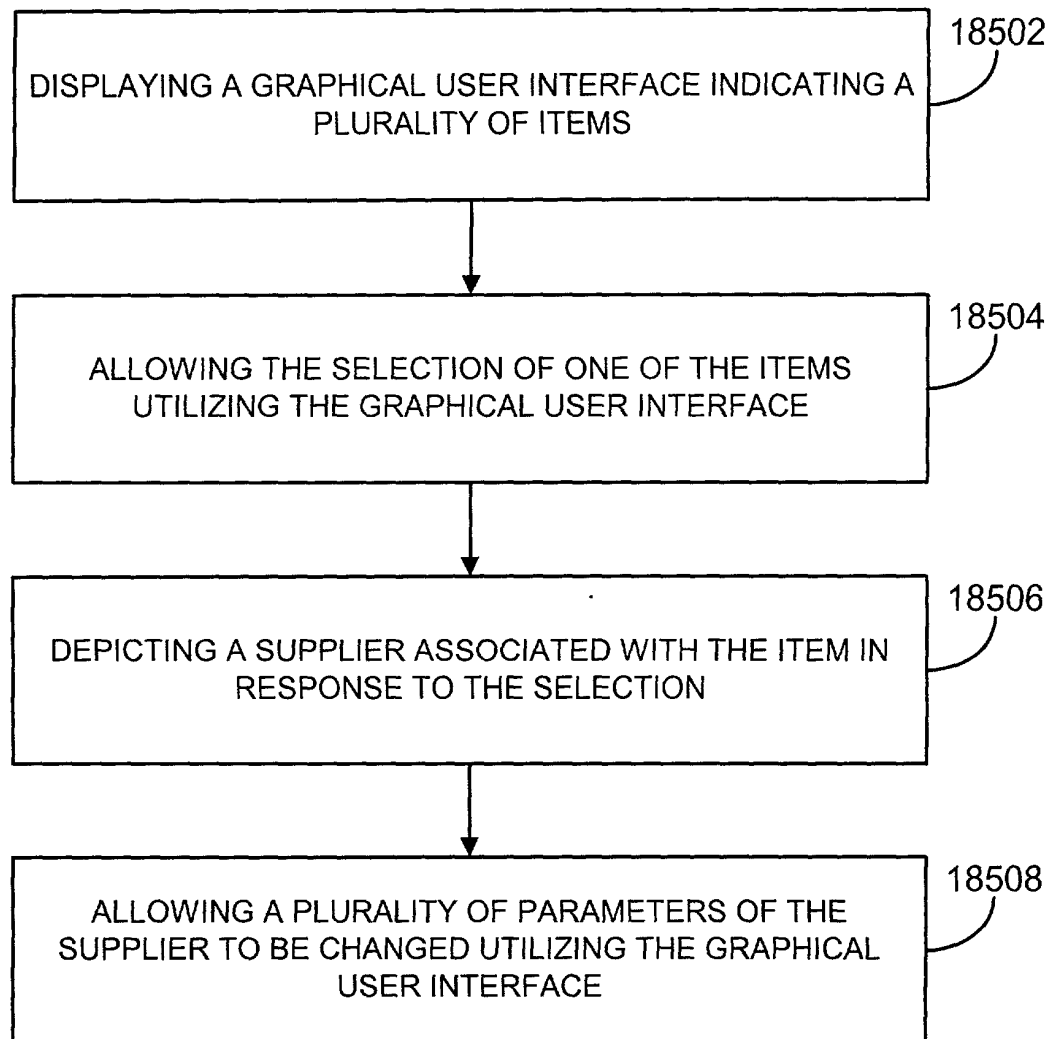 18502
DISPLAYING A GRAPHICAL USER INTERFACE INDICATING A
PLURALITY OF ITEMS
18504
ALLOWING THE SELECTION OF ONE OF THE ITEMS
UTILIZING THE GRAPHICAL USER INTERFACE
18506
DEPICTING A SUPPLIER ASSOCIATED WITH THE ITEM IN
RESPONSE TO THE SELECTION
18508
ALLOWING A PLURALITY OF PARAMETERS OF THE
SUPPLIER TO BE CHANGED UTILIZING THE GRAPHICAL
USER INTERFACE